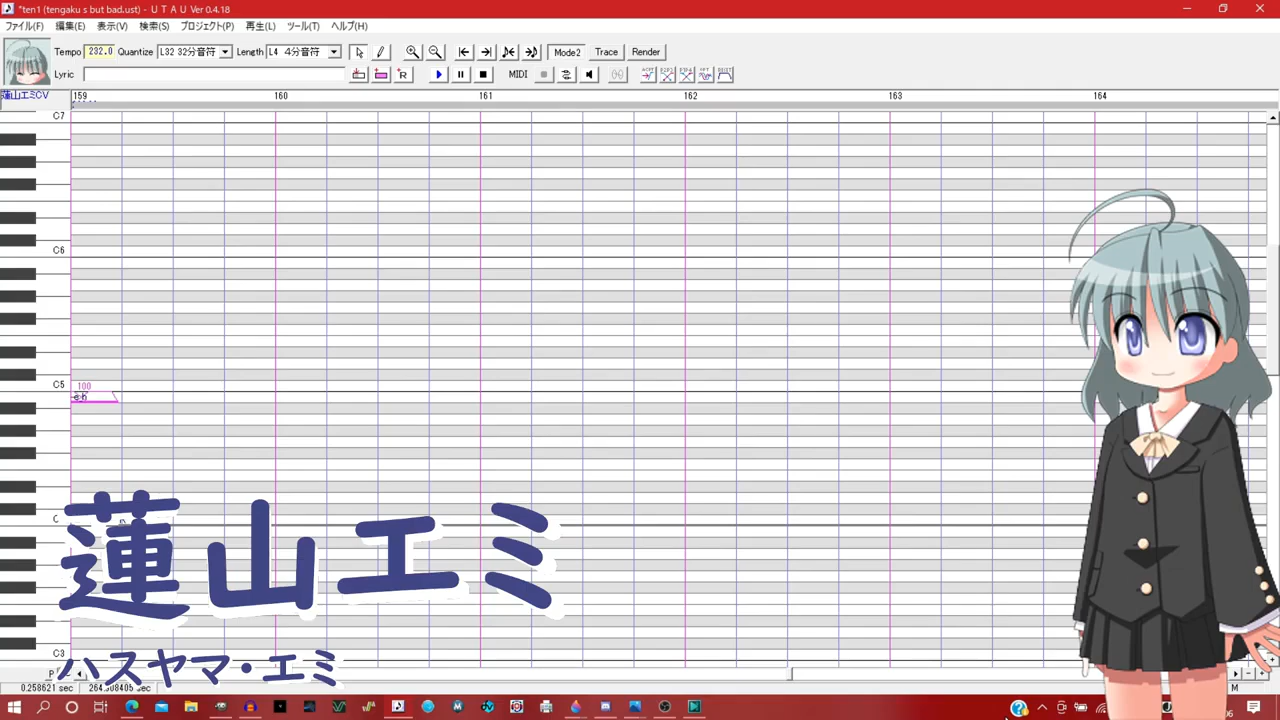 *ten1 (tengaku s but bad.ust) - U T A U Ver 0.4.18
ファイル(F) 編集(E) 表示(V) 検索(S) プロジェクト(P) 再生(L) ツール(T) ヘルプ(H)
Tempo 232.0 Quantize L32 32分音符 Length L4 4分音符 Mode2 Trace Render
Lyric R MIDI
蓮山エミCV 159 160 161 162 163 164
C7
C6
C5
100
C3
蓮山エミ
ハスヤマ・エミ
0.258621 sec M